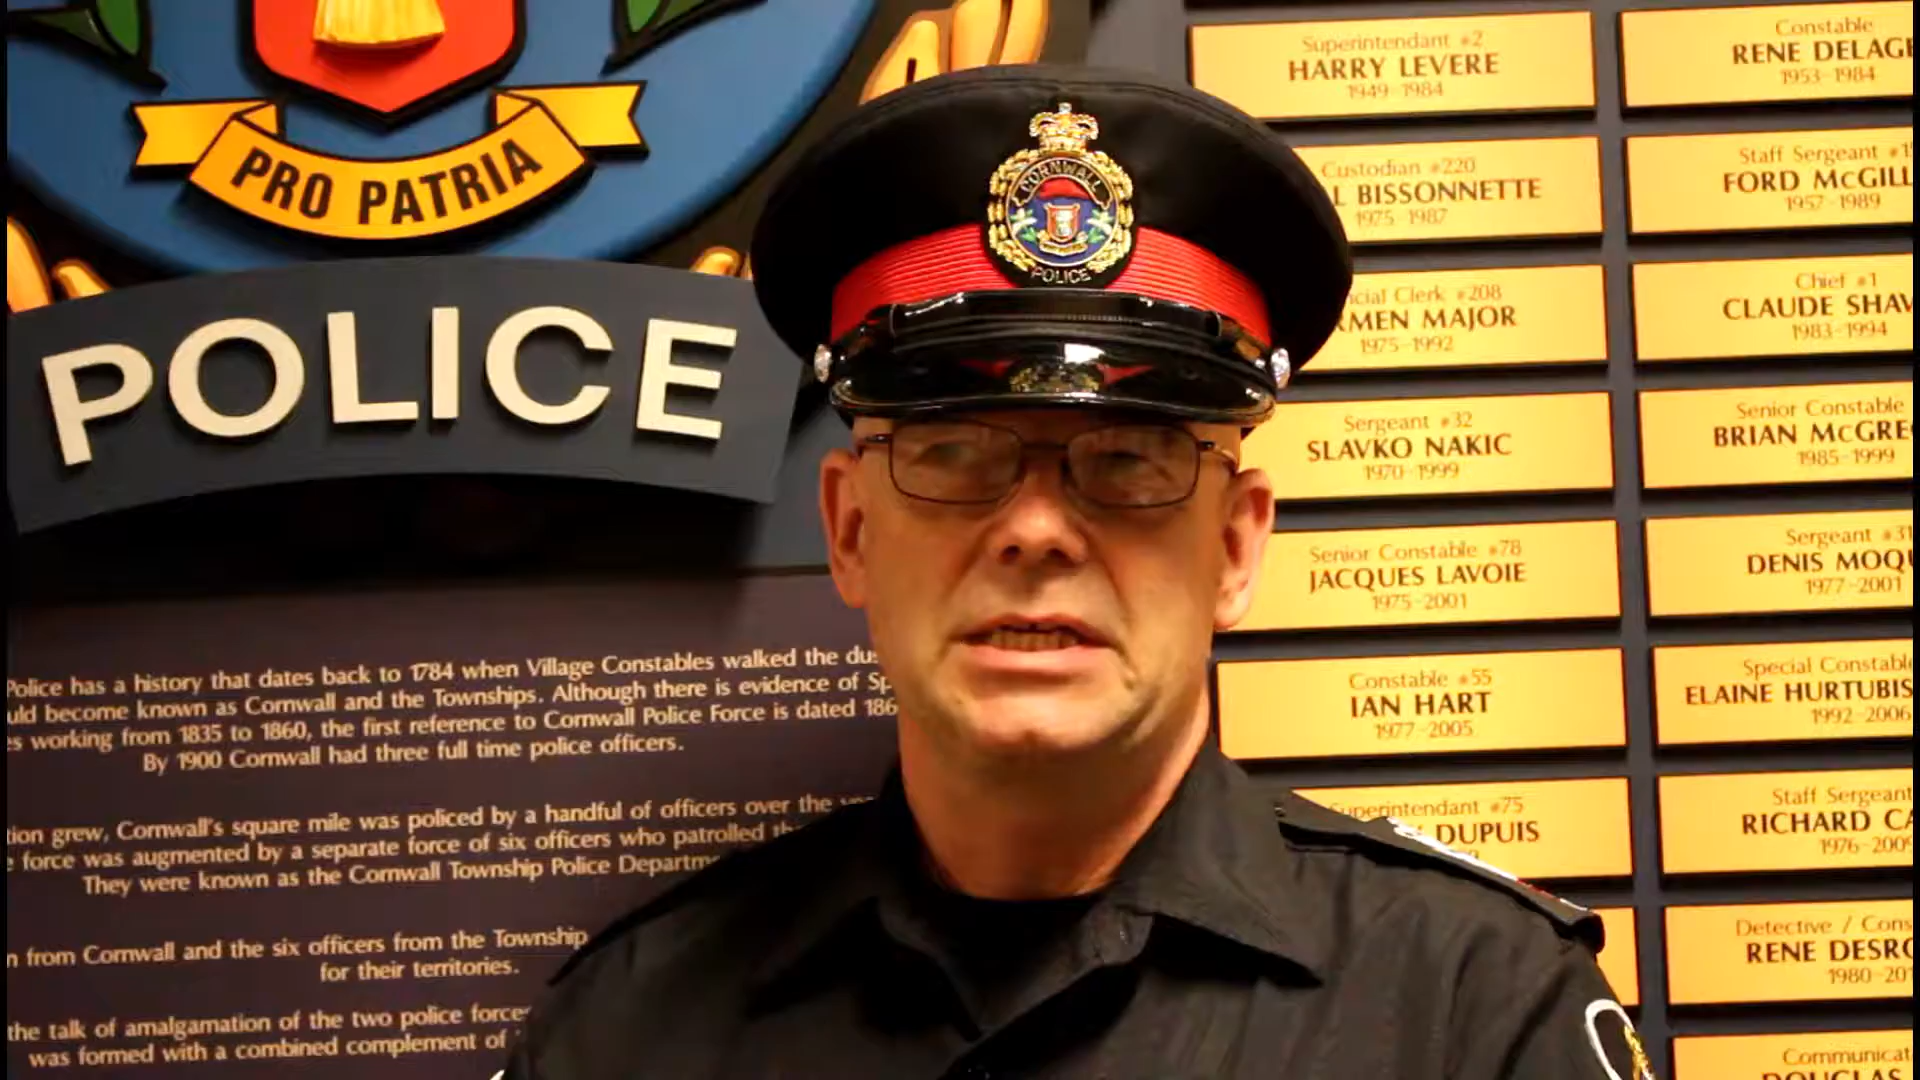 PRO PATRIA
POLICE
CORNWALL
POLICE
Police has a history that dates back to 1784 when Village Constables walked the
become known as Cornwall and the Townships. Although there is evidence of
working from 1835 to 1860, the first reference to Cornwall Police Force is dated
By 1900 Cornwall had three full time police officers.
grew, Cornwall's square mile was policed by a handful of officers over the
force was augmented by a separate force of six officers who patrolled
They were known as the Cornwall Township Police
from Cornwall and the six officers from the Township
for their territories.
the talk of amalgamation of the two police
was formed with a combined complement of
Superintendant #2
HARRY LEVERE
1949-1984
Custodian #220
L BISSONNETTE
1975-1987
Clerk #208
MAJOR
1975-1992
Sergeant #32
SLAVKO NAKIC
1970-1999
Senior Constable #78
JACQUES LAVOIE
1975-2001
Constable #55
IAN HART
1977-2005
Superintendant #75
DUPUIS
Constable
RENE
1953-1984
Staff Sergeant
FORD
1957-1989
Chief #1
CLAUDE
1983-1994
Senior Constable
BRIAN
1985-1999
Sergeant
DENIS
1977-2001
Special
ELAINE
1992-2006
Staff Sergeant
RICHARD
1976-
Detective /
RENE
1980-